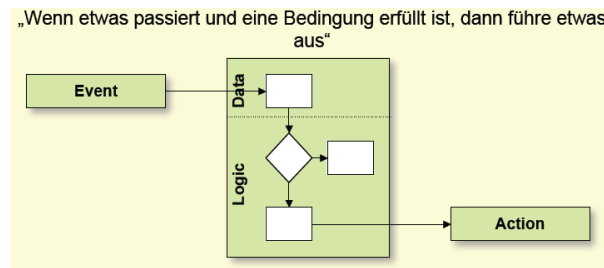 „Wenn etwas passiert und eine Bedingung erfüllt ist, dann führe etwas
aus“
Event
Data
Logic
Action